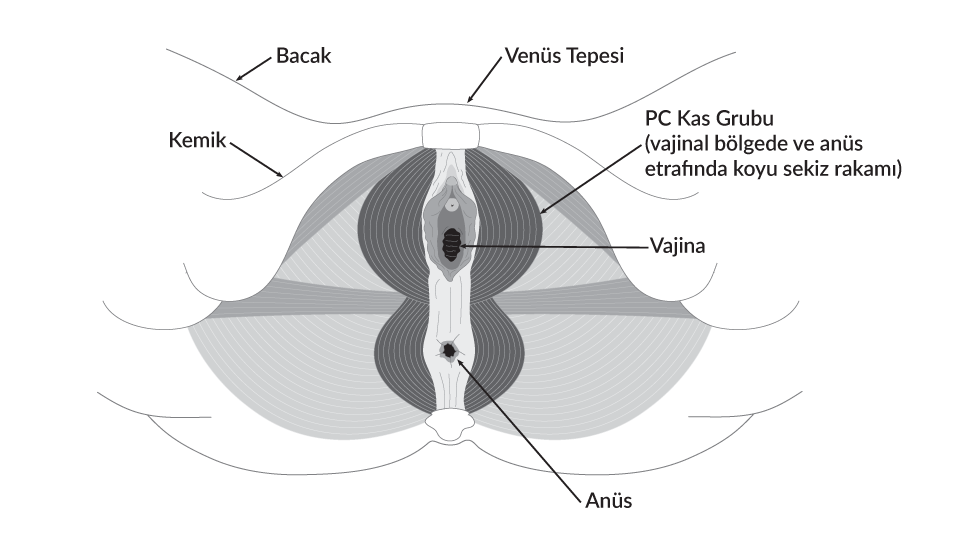 Bacak
Venüs Tepesi
Kemik
PC Kas Grubu
(vajinal bölgede ve anüs
etrafında koyu sekiz rakamı)
Vajina
Anüs